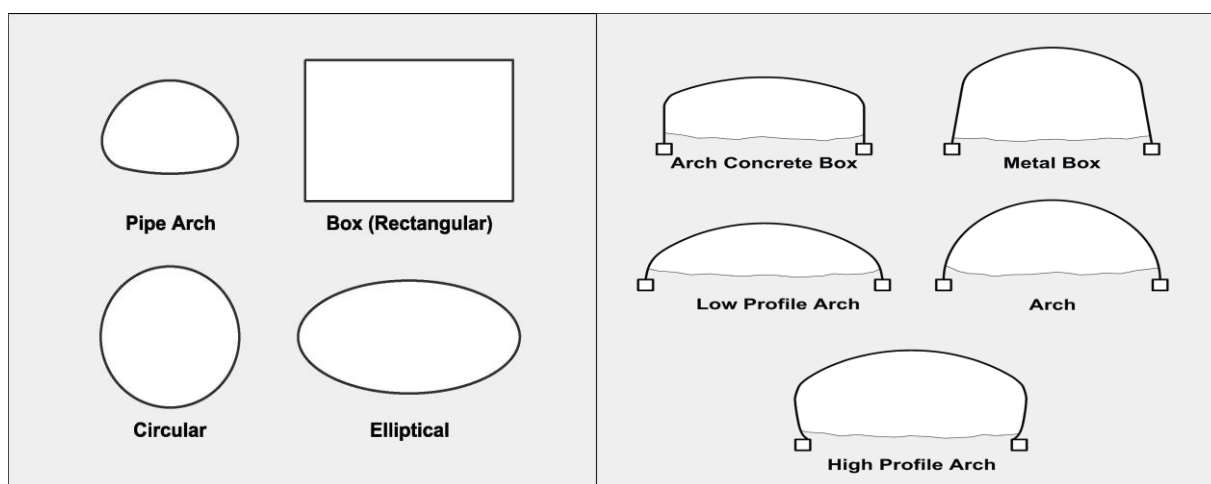 Pipe Arch
Box (Rectangular)
Circular
Elliptical
Arch Concrete Box
Metal Box
Low Profile Arch
Arch
High Profile Arch